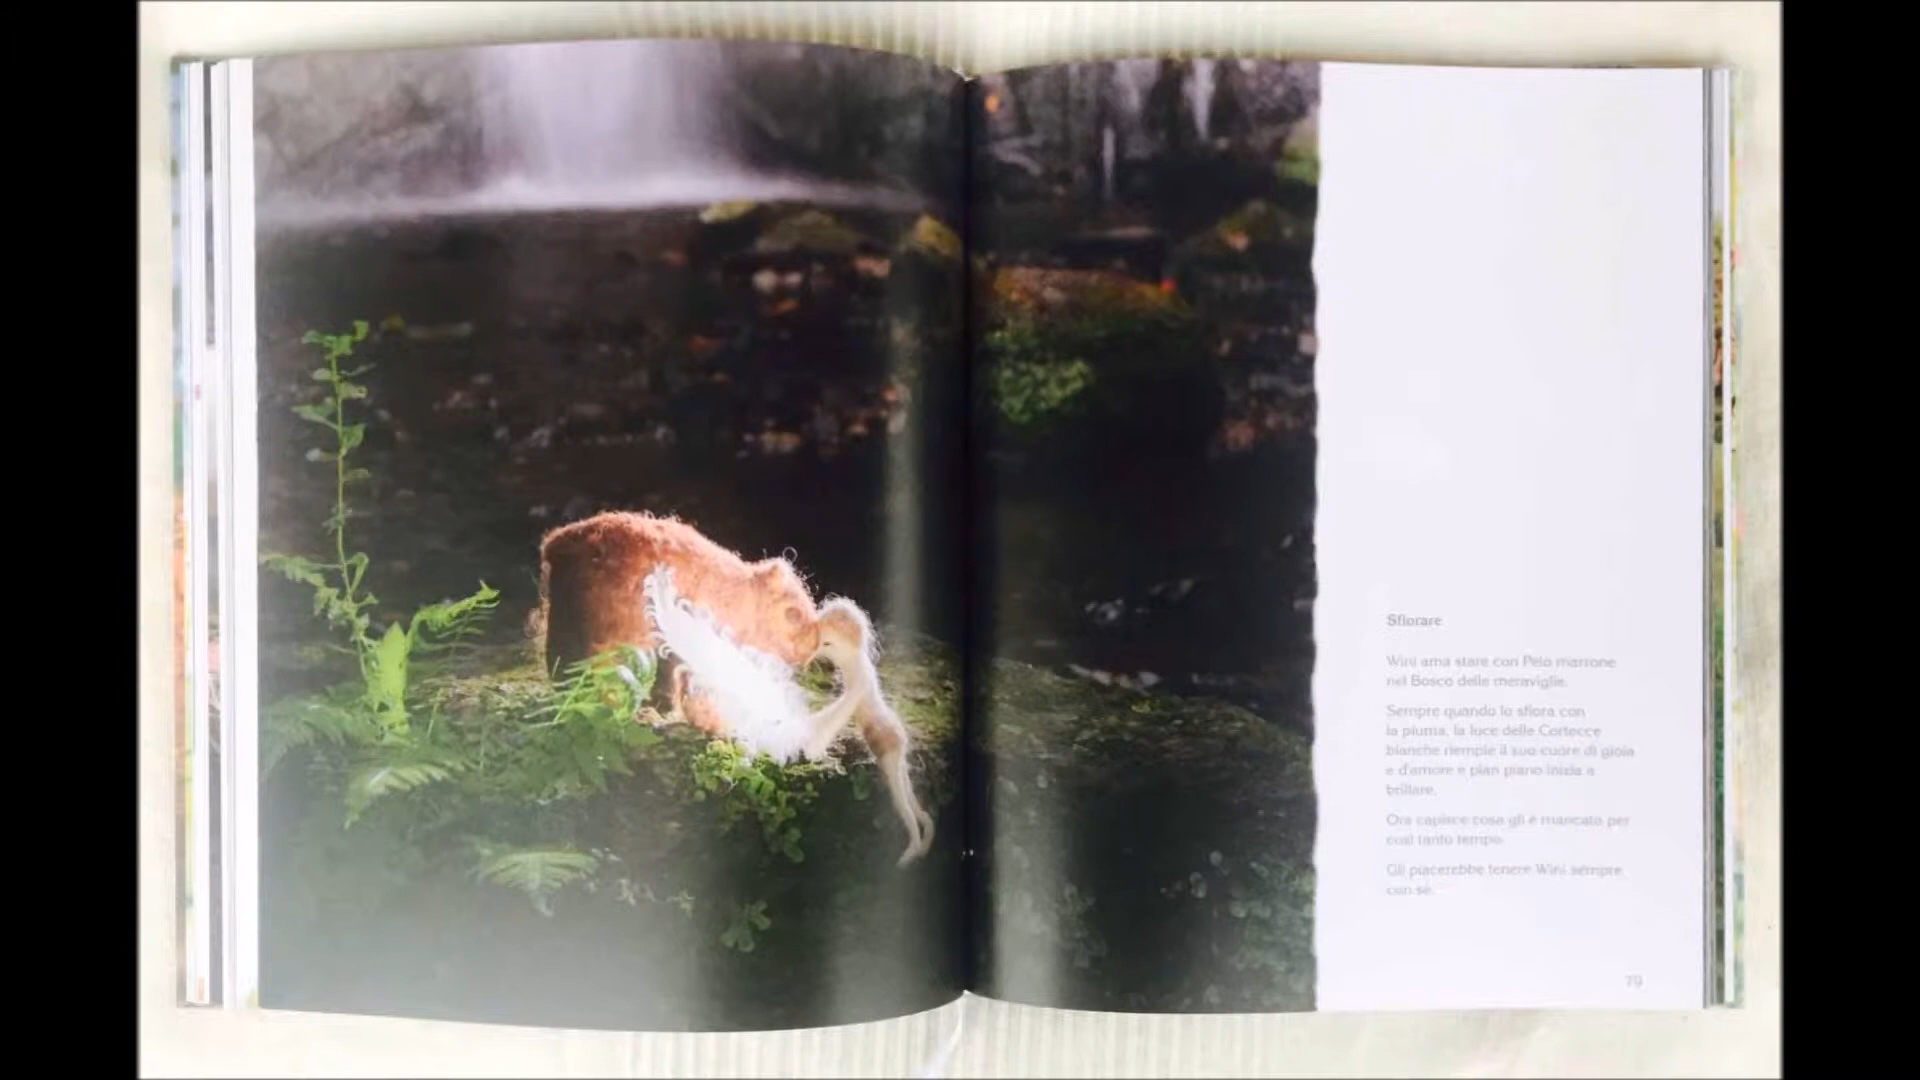 Sfiorare
Wini ama stare con Pelo marrone
nel Bosco delle meraviglie.
Sempre quando lo sfiora con
la piuma, la luce delle Cortecce
bianche riempie il suo cuore di gioia
e d'amore e pian piano inizia a
brillare.
Ora capisce cosa gli è mancato per
così tanto tempo.
Gli piacerebbe tenere Wini sempre
con sé.
79